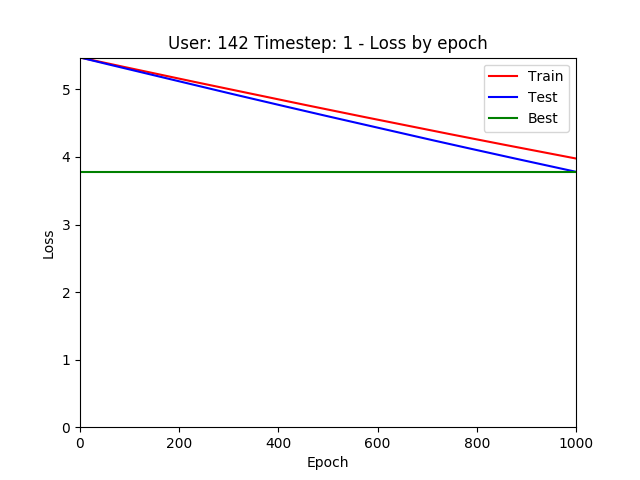 User: 142 Timestep: 1 - Loss by epoch
Train
Test
Best
5
4
3
2
1
0
Loss
0 200 400 600 800 1000
Epoch